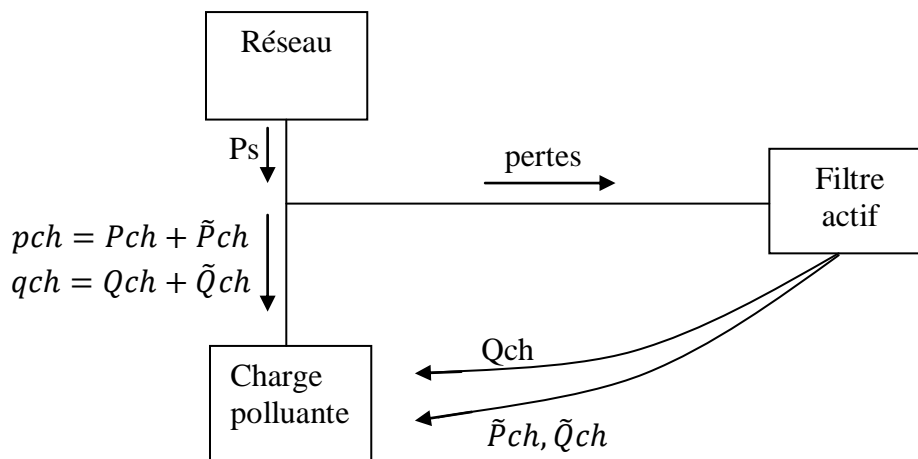 Réseau
Ps
pertes
Filtre
actif
𝑝𝑐ℎ = 𝑃𝑐ℎ + P̃𝑐ℎ
𝑞𝑐ℎ = 𝑄𝑐ℎ + Q̃𝑐ℎ
Qch
Charge
polluante
P̃𝑐ℎ, Q̃𝑐ℎ